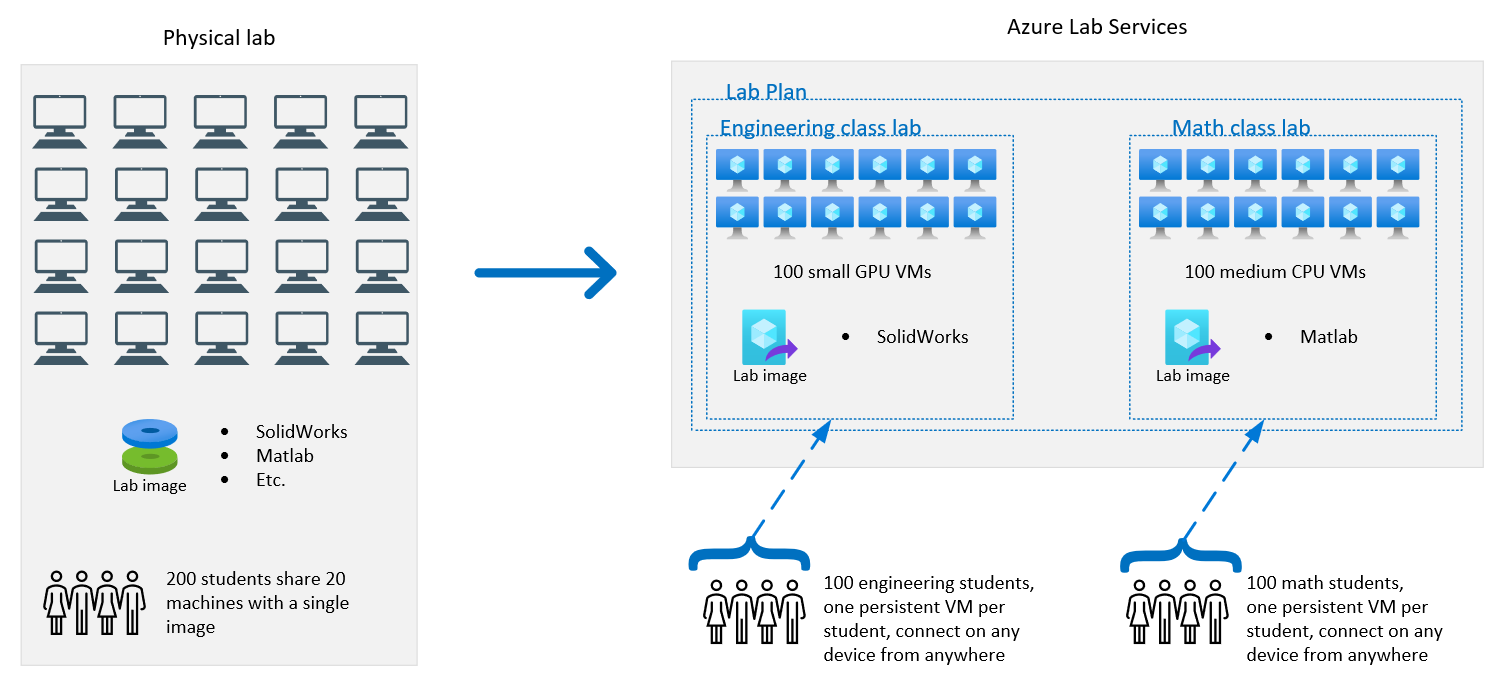 Physical lab
SolidWorks
Matlab
Etc.
Lab image
200 students share 20
machines with a single
image
Azure Lab Services
Lab Plan
Engineering class lab
100 small GPU VMs
SolidWorks
Lab image
Math class lab
100 medium CPU VMs
Matlab
Lab image
100 engineering students,
one persistent VM per
student, connect on any
device from anywhere
100 math students,
one persistent VM per
student, connect on any
device from anywhere